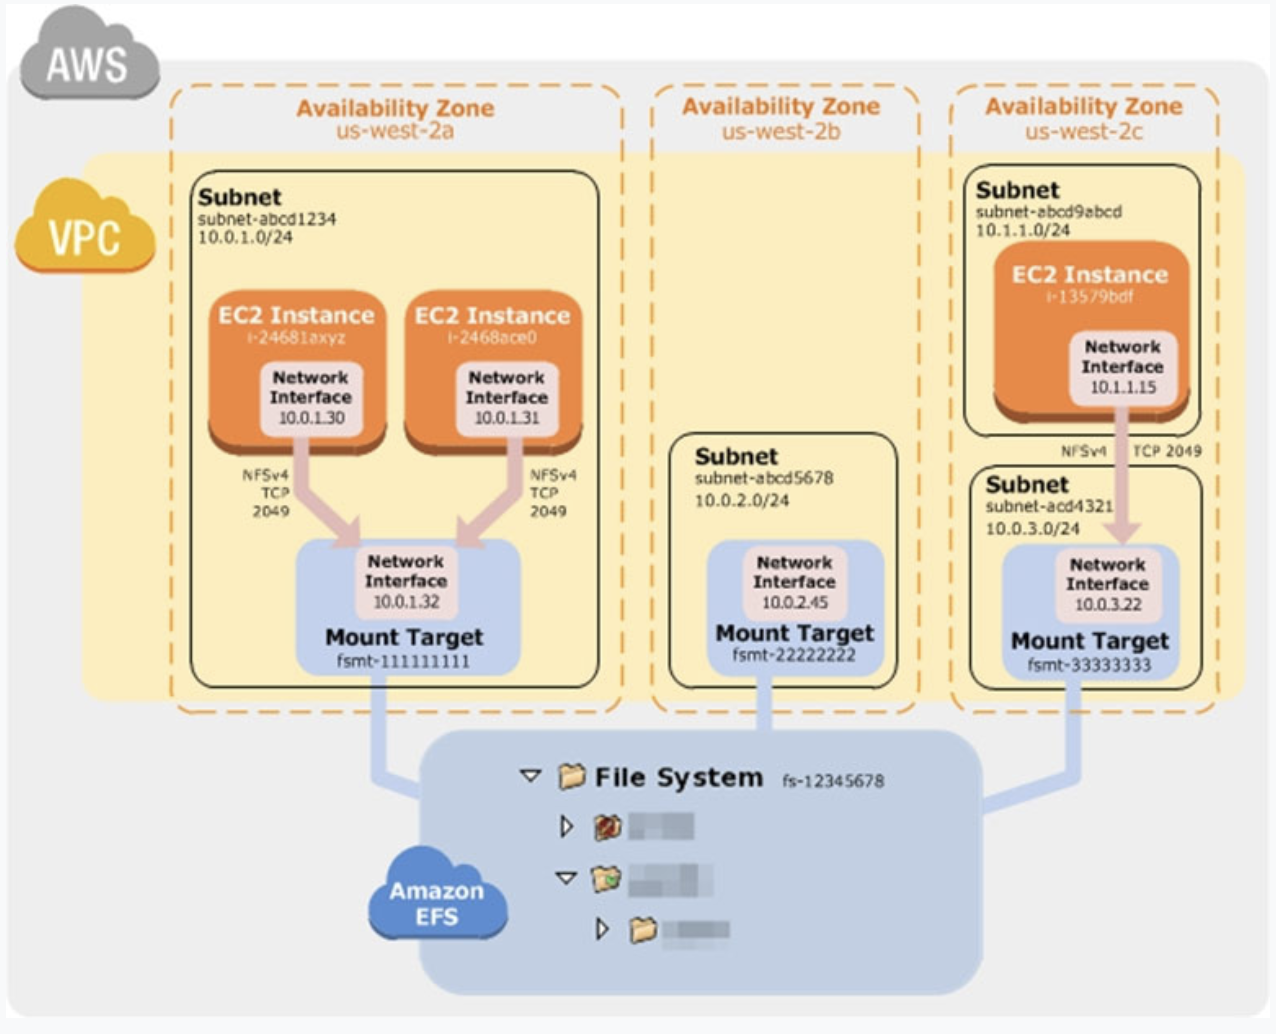 AWS
Availability Zone
us-west-2a
Availability Zone
us-west-2b
Availability Zone
us-west-2c
VPC
Subnet
subnet-abcd1234
10.0.1.0/24
EC2 Instance
i-24681axyz
Network
Interface
10.0.1.30
EC2 Instance
i-2468ace0
Network
Interface
10.0.1.31
NFSv4
TCP
2049
NFSv4
TCP
2049
Network
Interface
10.0.1.32
Mount Target
fsmt-111111111
Subnet
subnet-abcd5678
10.0.2.0/24
Network
Interface
10.0.2.45
Mount Target
fsmt-22222222
Subnet
subnet-abcd9abcd
10.1.1.0/24
EC2 Instance
i-13579bdf
Network
Interface
10.1.1.15
NFSv4 TCP 2049
Subnet
subnet-acd4321
10.0.3.0/24
Network
Interface
10.0.3.22
Mount Target
fsmt-33333333
File System fs-12345678
Amazon
EFS